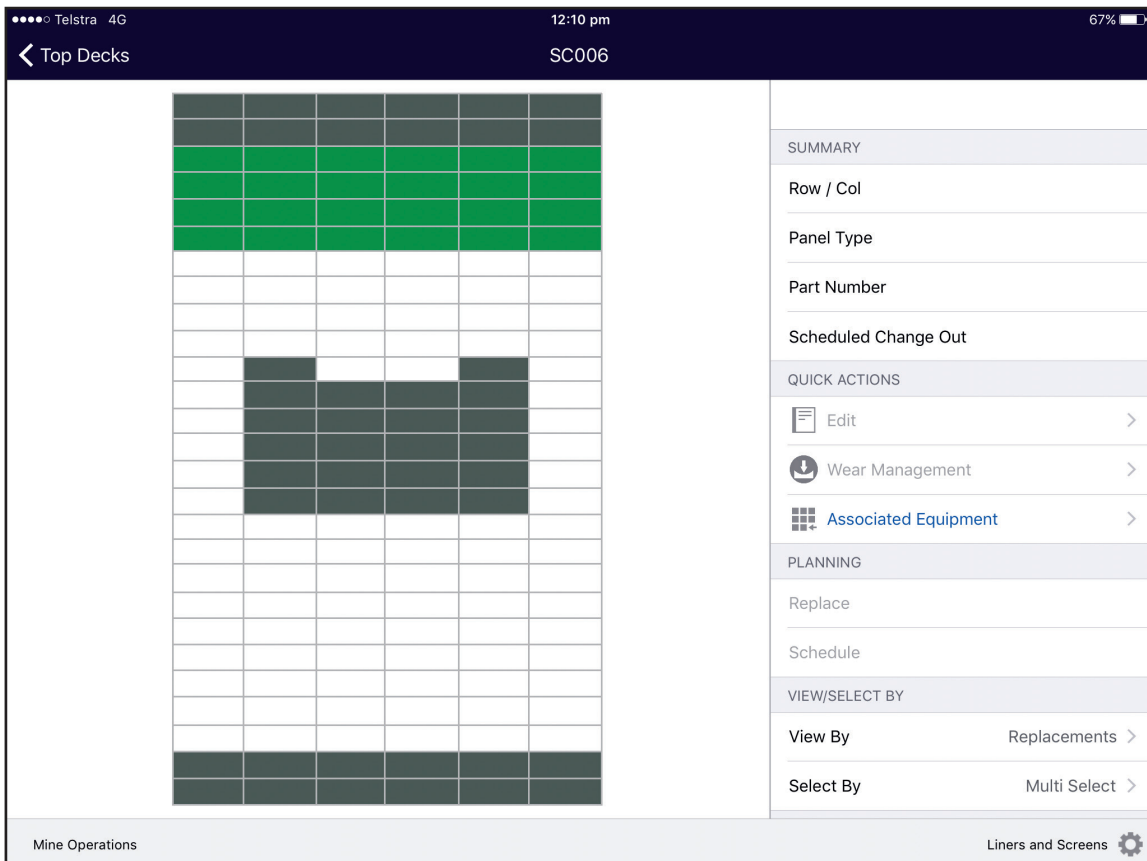 Telstra 4G 12:10 pm 67%
Top Decks SC006
SUMMARY
Row / Col
Panel Type
Part Number
Scheduled Change Out
QUICK ACTIONS
Edit
Wear Management
Associated Equipment
PLANNING
Replace
Schedule
VIEW/SELECT BY
View By Replacements
Select By Multi Select
Mine Operations Liners and Screens